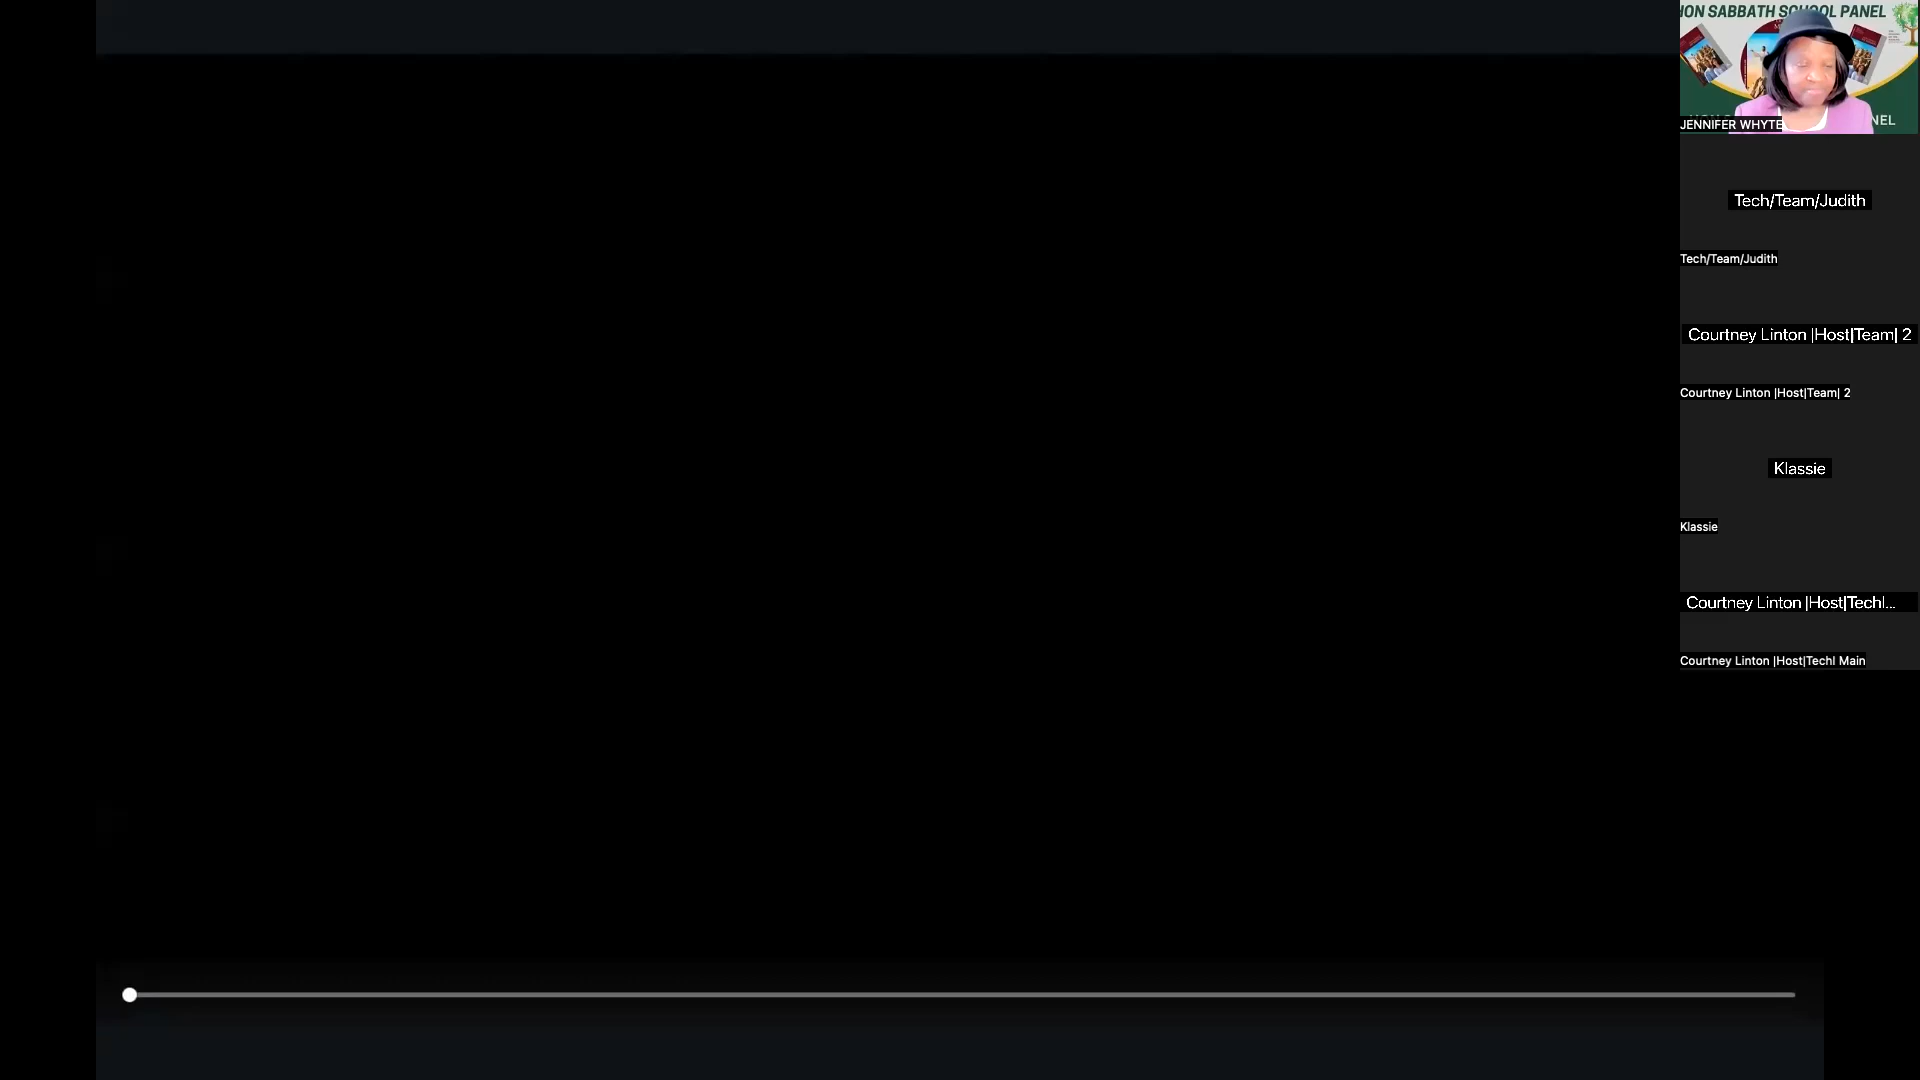 HON SABBATH SCHOOL PANEL
NEL
JENNIFER WHYTE
Tech/Team/Judith
Tech/Team/Judith
Courtney Linton |Host|Team| 2
Courtney Linton |Host|Team| 2
Klassie
Klassie
Courtney Linton |Host|Techl...
Courtney Linton |Host|Techl Main